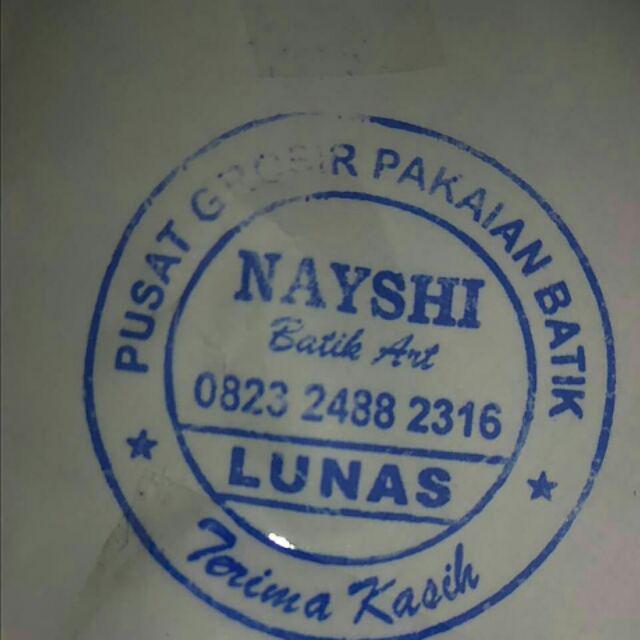 PUSAT GROSIR PAKAIAN BATIK
NAYSHI
Batik Art
0823 2488 2316
LUNAS
Terima Kasih